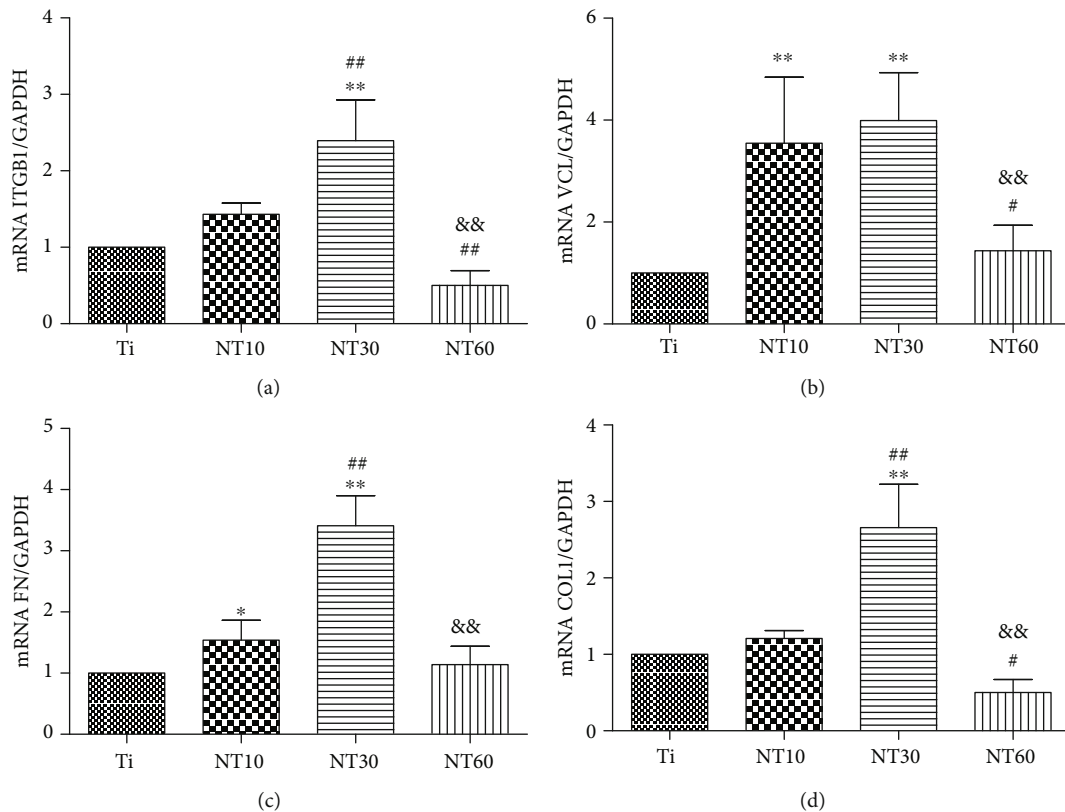 mRNA ITGB1/GAPDH
4
3
2
1
0
##
**
&&
##
Ti NT10 NT30 NT60
(a)
mRNA VCL/GAPDH
6
4
2
0
** **
&&
#
Ti NT10 NT30 NT60
(b)
mRNA FN/GAPDH
5
4
3
2
1
0
##
**
*
&&
Ti NT10 NT30 NT60
(c)
mRNA COL1/GAPDH
4
3
2
1
0
##
**
&&
#
Ti NT10 NT30 NT60
(d)